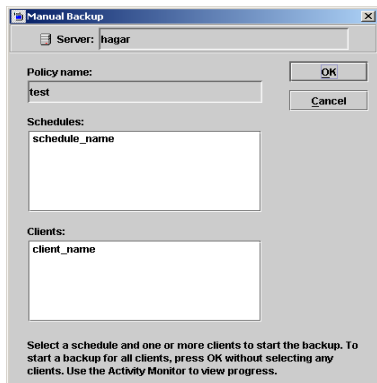 Manual Backup
Server: hagar
Policy name:
test
OK
Cancel
Schedules:
schedule_name
Clients:
client_name
Select a schedule and one or more clients to start the backup. To
start a backup for all clients, press OK without selecting any
clients. Use the Activity Monitor to view progress.